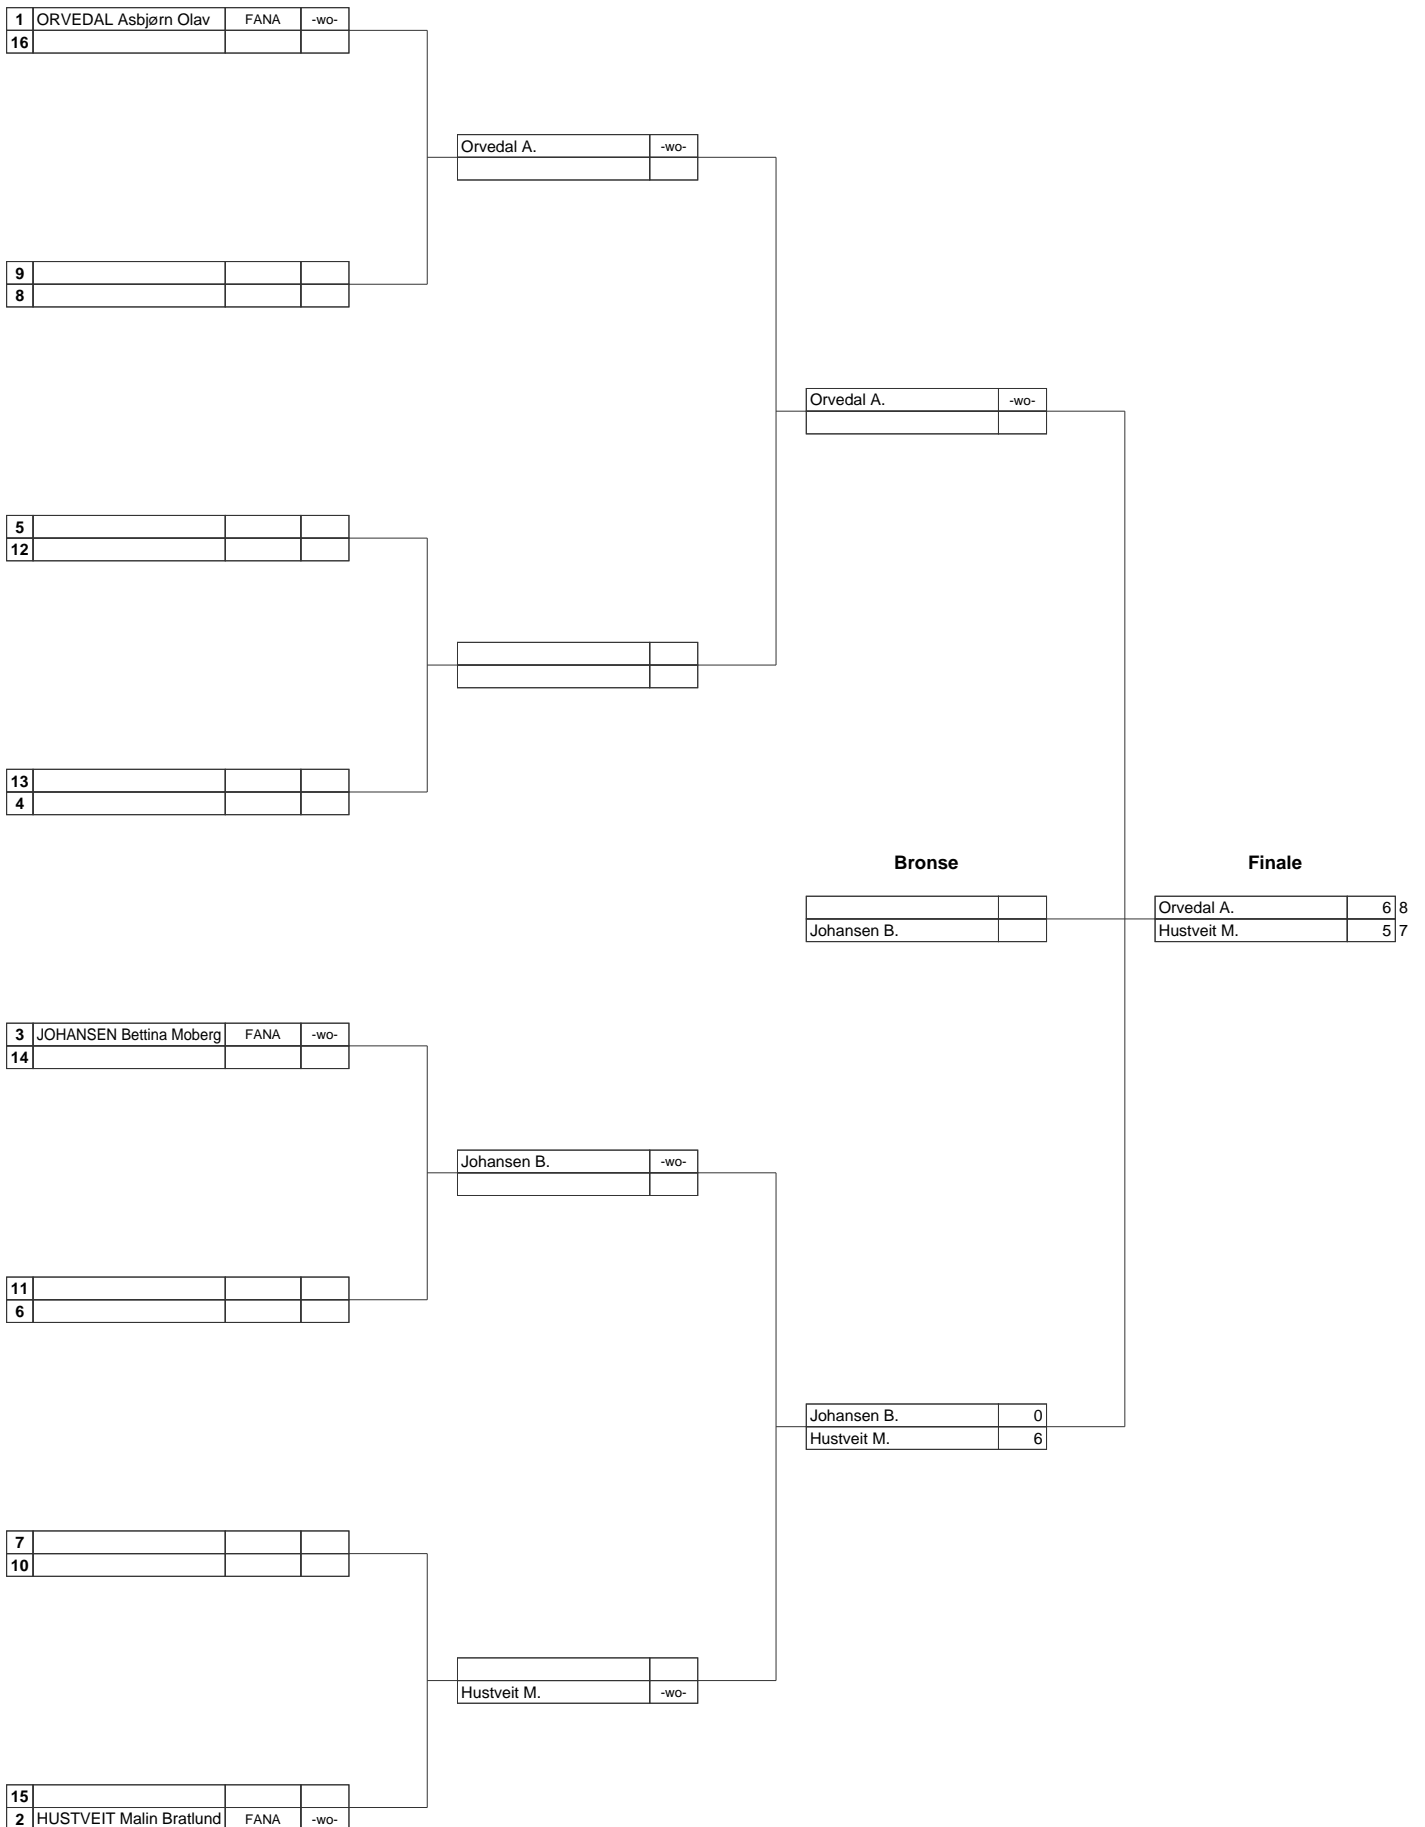 1 ORVEDAL Asbjørn Olav FANA -wo-
16
Orvedal A. -wo-
9
8
Orvedal A. -wo-
5
12
13
4
Bronse Finale
Orvedal A. 6 8
Johansen B. Hustveit M. 5 7
3 JOHANSEN Bettina Moberg FANA -wo-
14
Johansen B. -wo-
11
6
Johansen B. 0
Hustveit M. 6
7
10
Hustveit M. -wo-
15
2 HUSTVEIT Malin Bratlund FANA -wo-